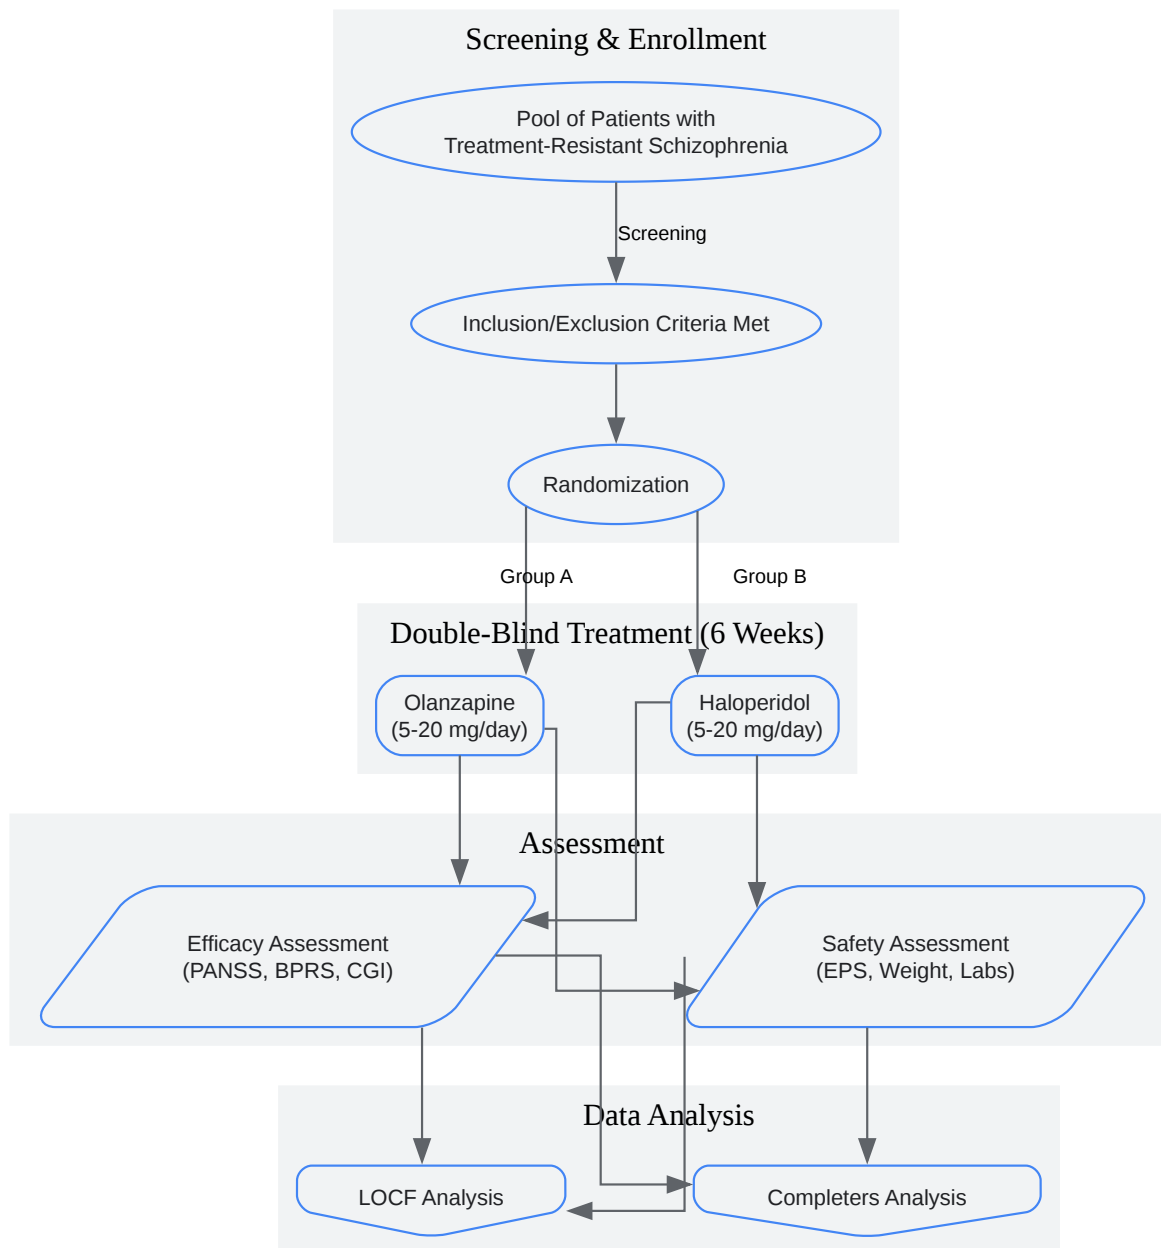 Screening & Enrollment
Pool of Patients with
Treatment-Resistant Schizophrenia
Screening
Inclusion/Exclusion Criteria Met
Randomization
Group A
Group B
Double-Blind Treatment (6 Weeks)
Olanzapine
(5-20 mg/day)
Haloperidol
(5-20 mg/day)
Assessment
Efficacy Assessment
(PANSS, BPRS, CGI)
Safety Assessment
(EPS, Weight, Labs)
Data Analysis
LOCF Analysis
Completers Analysis